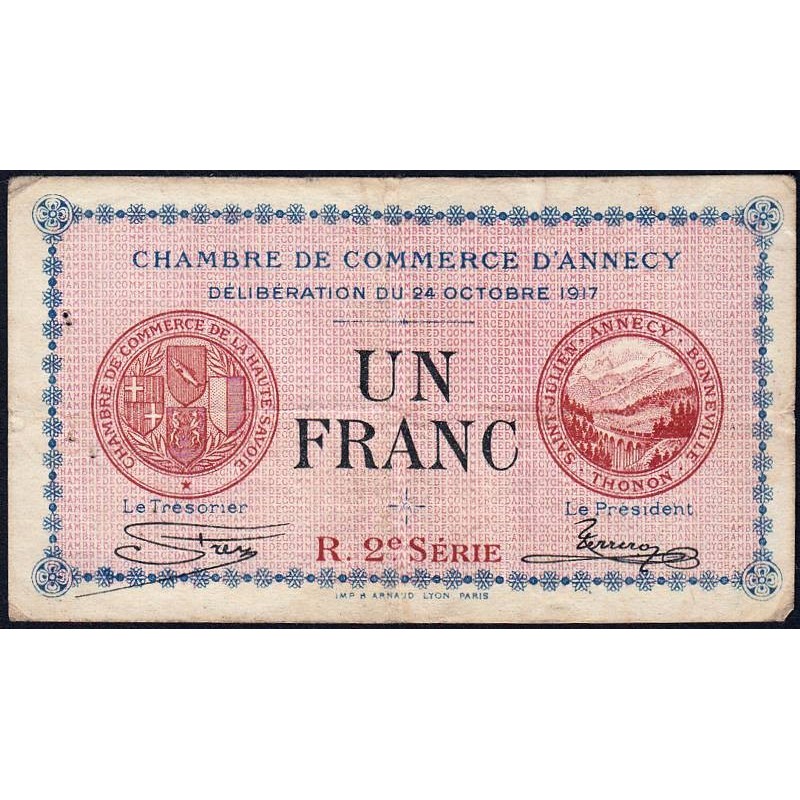 CHAMBRE DE COMMERCE D'ANNECY
DÉLIBÉRATION DU 24 OCTOBRE 1917
CHAMBRE DE COMMERCE DE LA HAUTE-SAVOIE
UN
FRANC
SAINT-JULIEN · ANNECY · BONNEVILLE · THONON ·
Le Trésorier
Le Président
R. 2e SÉRIE
IMP B ARNAUD LYON PARIS